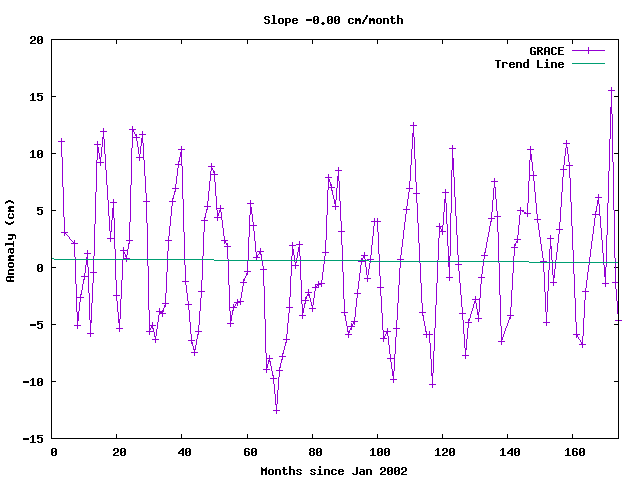 Slope -0.00 cm/month
GRACE
Trend Line
20
15
10
5
0
-5
-10
-15
Anomaly (cm)
0 20 40 60 80 100 120 140 160
Months since Jan 2002